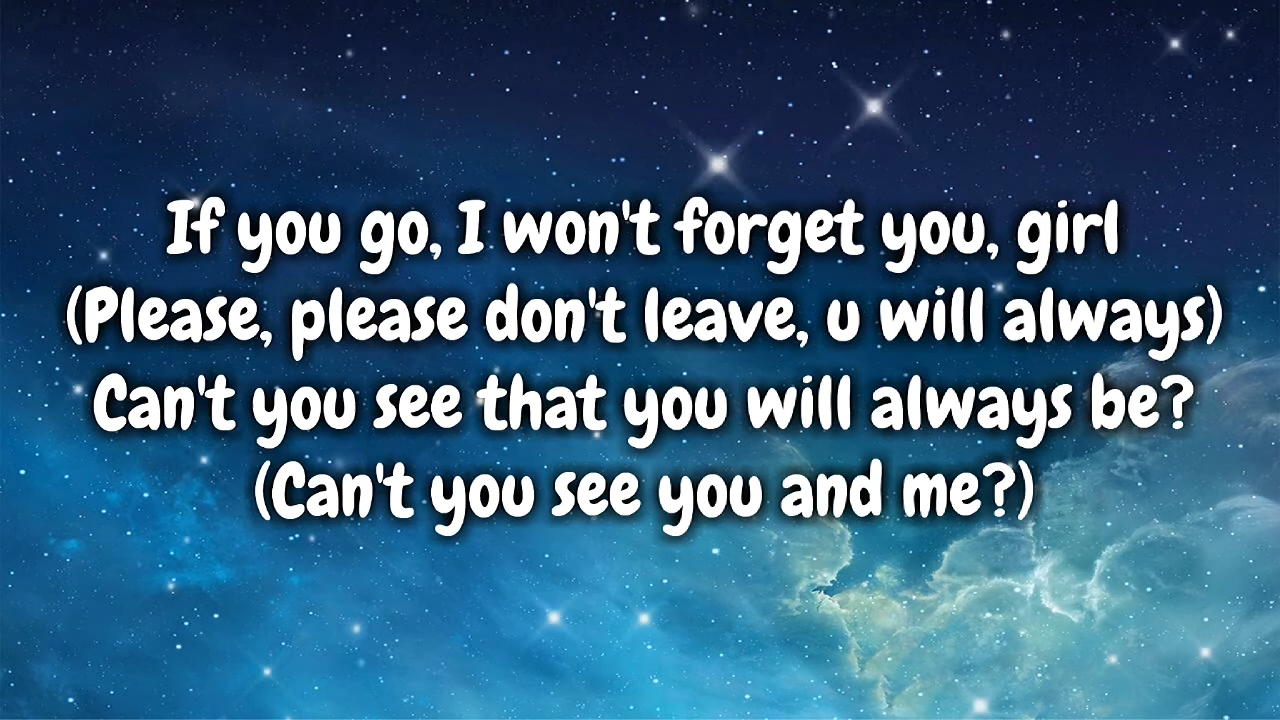 If you go, I won't forget you, girl
(Please, please don't leave, u will always)
Can't you see that you will always be?
(Can't you see you and me?)